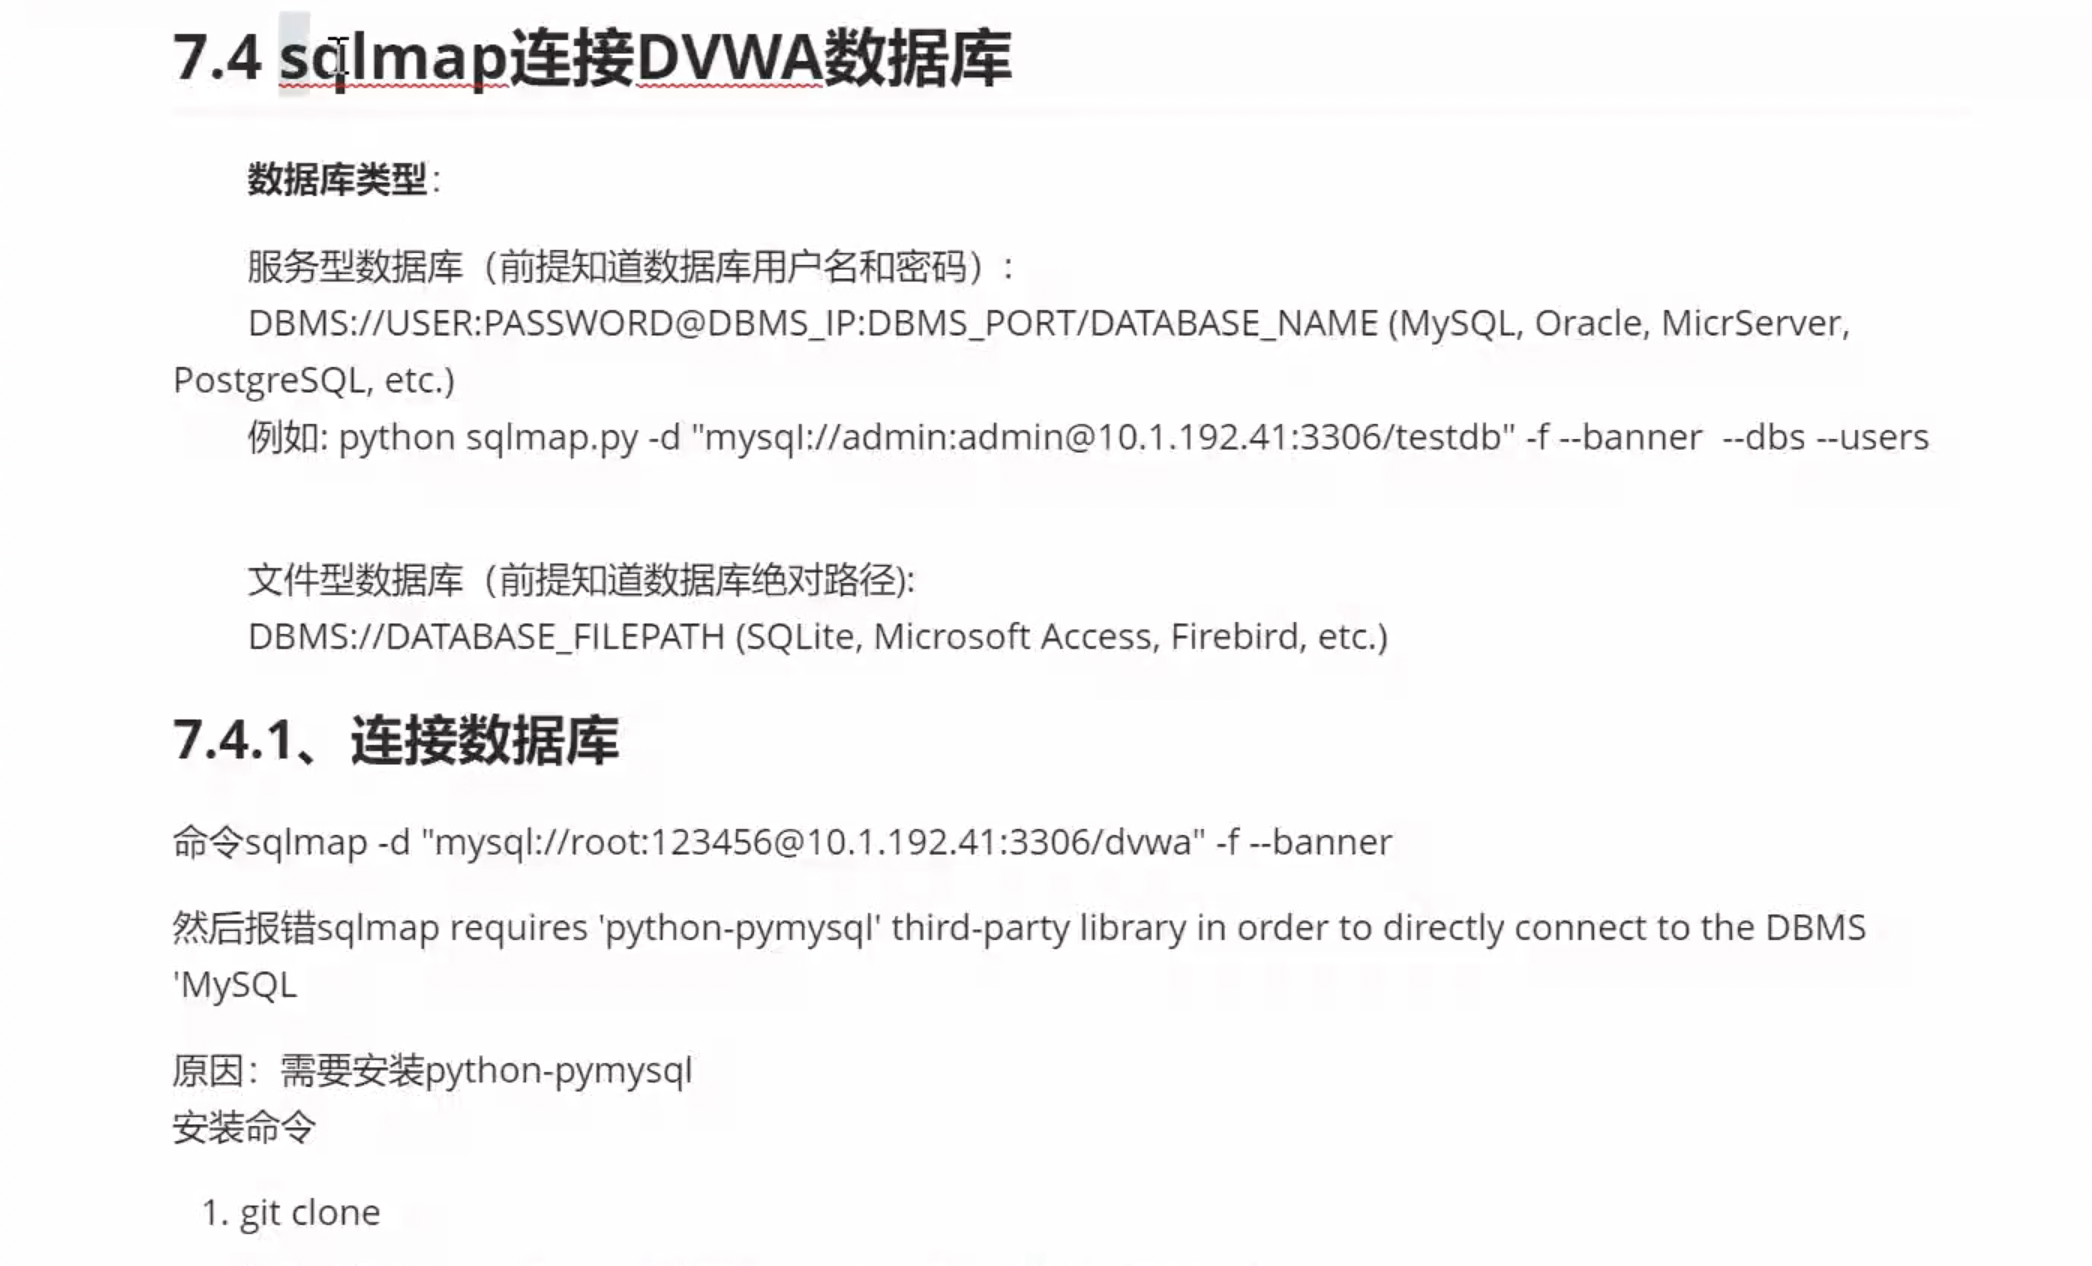 7.4 sqlmap连接DVWA数据库
数据库类型：
服务型数据库（前提知道数据库用户名和密码）:
DBMS://USER:PASSWORD@DBMS_IP:DBMS_PORT/DATABASE_NAME (MySQL, Oracle, MicrServer,
PostgreSQL, etc.)
例如: python sqlmap.py -d "mysql://admin:admin@10.1.192.41:3306/testdb" -f --banner  --dbs --users
文件型数据库（前提知道数据库绝对路径):
DBMS://DATABASE_FILEPATH (SQLite, Microsoft Access, Firebird, etc.)
7.4.1、连接数据库
命令sqlmap -d "mysql://root:123456@10.1.192.41:3306/dvwa" -f --banner
然后报错sqlmap requires 'python-pymysql' third-party library in order to directly connect to the DBMS
'MySQL
原因：需要安装python-pymysql
安装命令
1. git clone